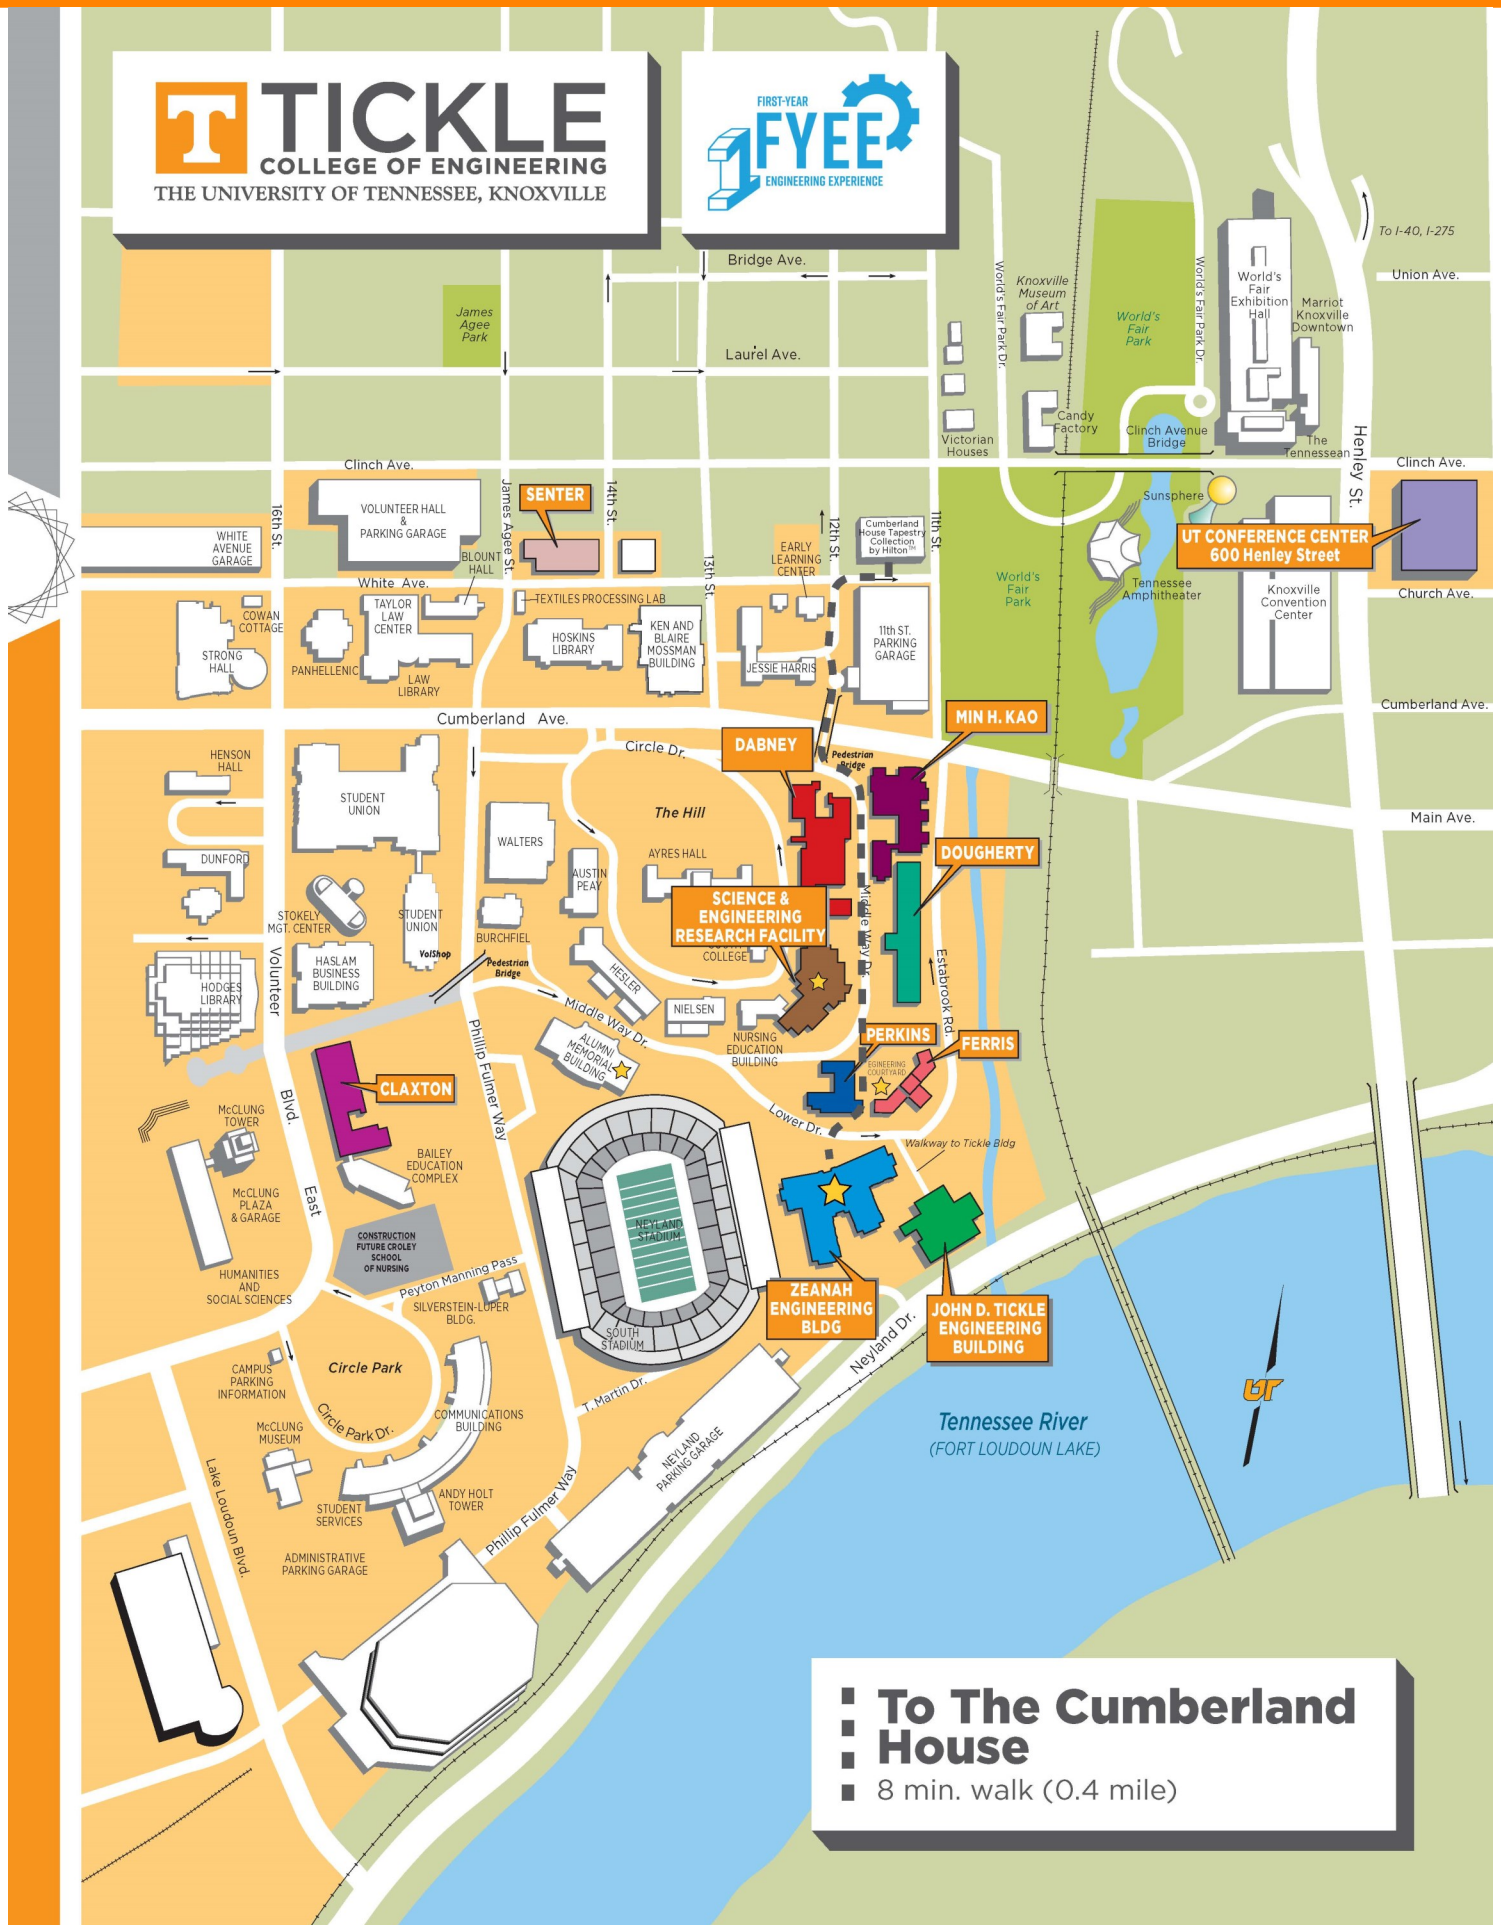 T TICKLE
COLLEGE OF ENGINEERING
THE UNIVERSITY OF TENNESSEE, KNOXVILLE
FIRST-YEAR
1FYEE
ENGINEERING EXPERIENCE
To I-40, I-275
Bridge Ave.
Union Ave.
World's Fair Park Dr.
Knoxville
Museum
of Art
World's
Fair
Park
World's Fair Park Dr.
World's
Fair
Exhibition
Hall
Marriot
Knoxville
Downtown
James
Agee
Park
Laurel Ave.
Victorian
Houses
Candy
Factory
Clinch Avenue
Bridge
The
Tennessean
Henley St.
Clinch Ave.
Clinch Ave.
16th St.
VOLUNTEER HALL
&
PARKING GARAGE
James Agee St.
SENTER
14th St.
13th St.
12th St.
11th St.
Cumberland
House Tapestry
Collection
by Hilton™
Sunsphere
UT CONFERENCE CENTER
600 Henley Street
WHITE
AVENUE
GARAGE
BLOUNT
HALL
EARLY
LEARNING
CENTER
White Ave.
World's
Fair
Park
Tennessee
Amphitheater
Knoxville
Convention
Center
Church Ave.
COWAN
COTTAGE
TAYLOR
LAW
CENTER
TEXTILES PROCESSING LAB
STRONG
HALL
PANHELLENIC
LAW
LIBRARY
HOSKINS
LIBRARY
KEN AND
BLAIRE
MOSSMAN
BUILDING
JESSIE HARRIS
11th ST.
PARKING
GARAGE
Cumberland Ave.
Cumberland Ave.
MIN H. KAO
DABNEY
Circle Dr.
Pedestrian
Bridge
HENSON
HALL
STUDENT
UNION
The Hill
Main Ave.
WALTERS
DUNFORD
AUSTIN
PEAY
AYRES HALL
DOUGHERTY
SCIENCE &
ENGINEERING
RESEARCH FACILITY
Middle Way Dr.
STOKELY
MGT. CENTER
STUDENT
UNION
BURCHFIEL
COLLEGE
VolShop
Pedestrian
Bridge
HODGES
LIBRARY
Volunteer
HASLAM
BUSINESS
BUILDING
HESLER
NIELSEN
Estabrook Rd.
Middle Way Dr.
Phillip Fulmer Way
ALUMNI
MEMORIAL
BUILDING
NURSING
EDUCATION
BUILDING
PERKINS
FERRIS
EGINEERING
COURTYARD
CLAXTON
Blvd.
McCLUNG
TOWER
Lower Dr.
Walkway to Tickle Bldg
BAILEY
EDUCATION
COMPLEX
McCLUNG
PLAZA
& GARAGE
East
NEYLAND
STADIUM
CONSTRUCTION
FUTURE CROLEY
SCHOOL
OF NURSING
HUMANITIES
AND
SOCIAL SCIENCES
Peyton Manning Pass
SILVERSTEIN-LUPER
BLDG.
ZEANAH
ENGINEERING
BLDG
JOHN D. TICKLE
ENGINEERING
BUILDING
SOUTH
STADIUM
Neyland Dr.
CAMPUS
PARKING
INFORMATION
Circle Park
T. Martin Dr.
UT
McCLUNG
MUSEUM
Circle Park Dr.
COMMUNICATIONS
BUILDING
Tennessee River
(FORT LOUDOUN LAKE)
NEYLAND
PARKING GARAGE
Lake Loudoun Blvd.
STUDENT
SERVICES
ANDY HOLT
TOWER
Phillip Fulmer Way
ADMINISTRATIVE
PARKING GARAGE
To The Cumberland
House
8 min. walk (0.4 mile)